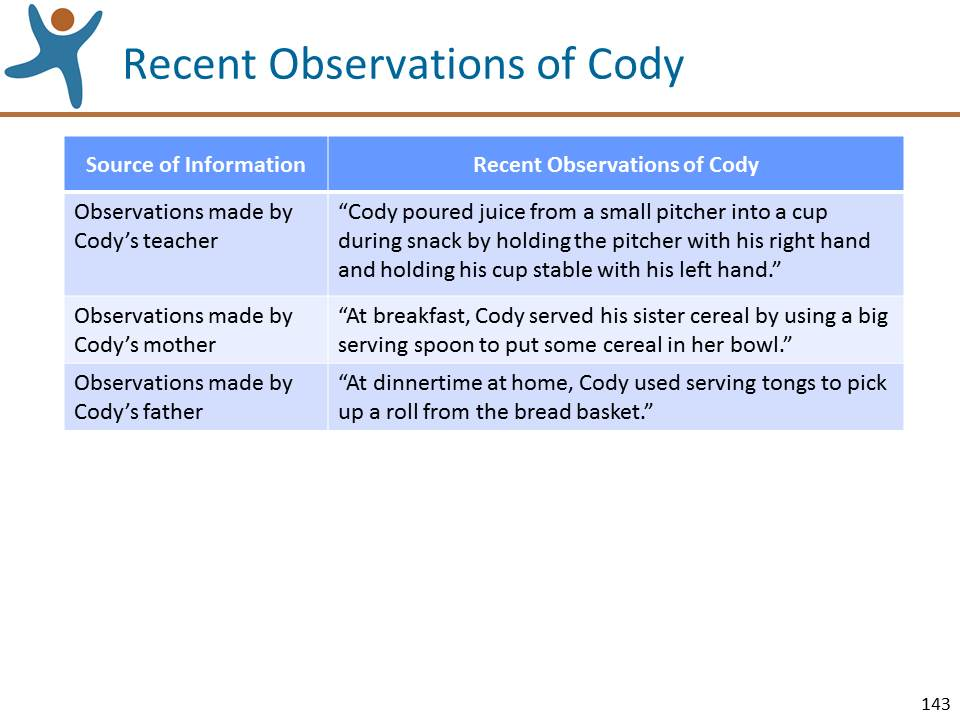 Recent Observations of Cody
Source of Information
Recent Observations of Cody
Observations made by
Cody’s teacher
“Cody poured juice from a small pitcher into a cup
during snack by holding the pitcher with his right hand
and holding his cup stable with his left hand.”
Observations made by
Cody’s mother
“At breakfast, Cody served his sister cereal by using a big
serving spoon to put some cereal in her bowl.”
Observations made by
Cody’s father
“At dinnertime at home, Cody used serving tongs to pick
up a roll from the bread basket.”
143